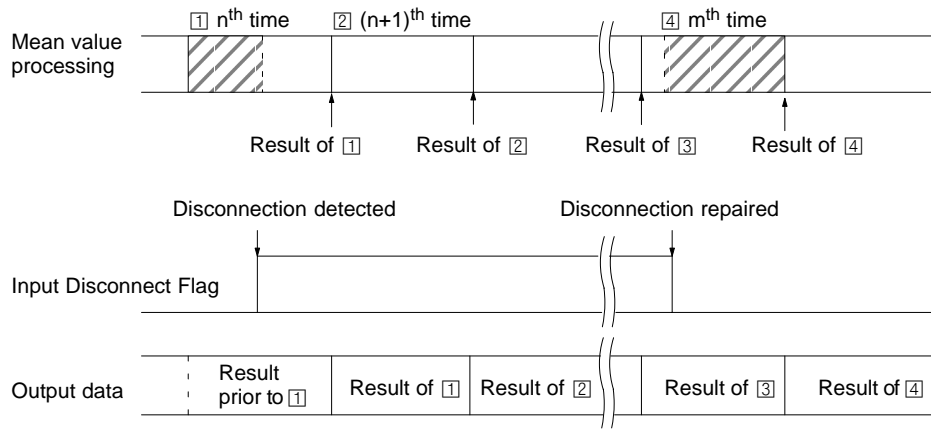 1 nth time
2 (n+1)th time
4 mth time
Mean value
processing
Result of 1
Result of 2
Result of 3
Result of 4
Disconnection detected
Disconnection repaired
Input Disconnect Flag
Output data
Result
prior to 1
Result of 1
Result of 2
Result of 3
Result of 4